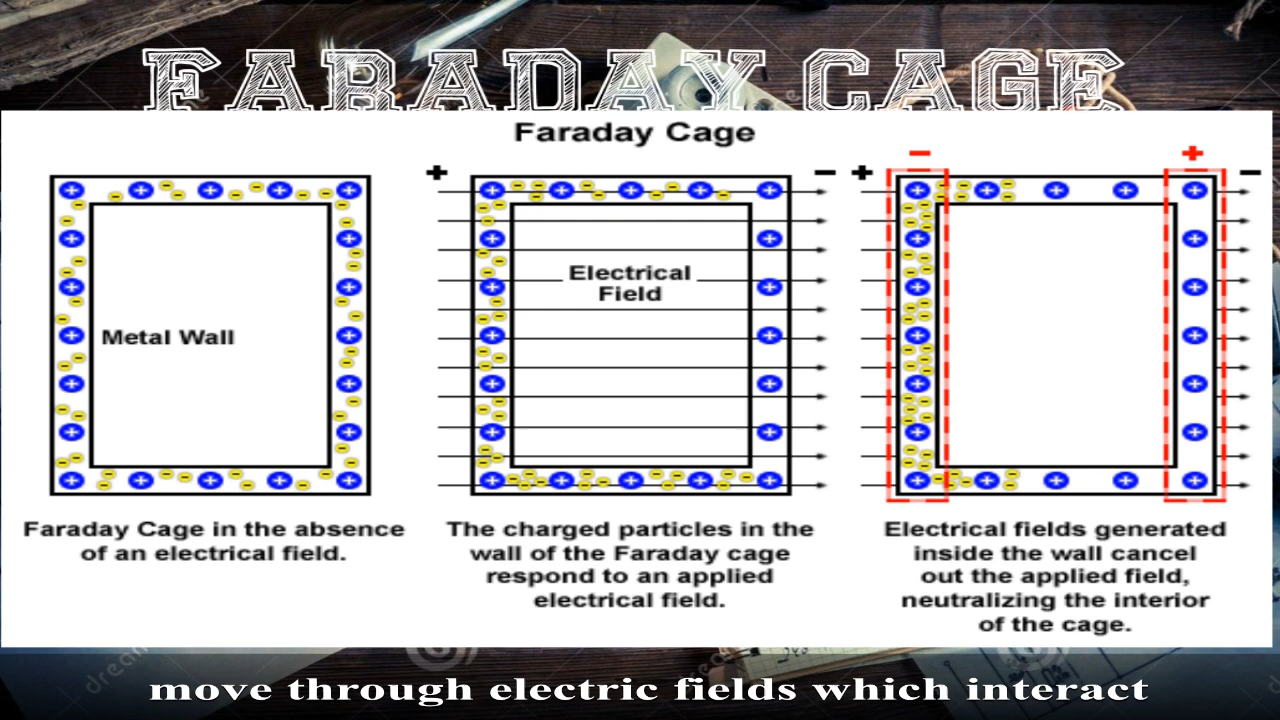 FARADAY CAGE
Faraday Cage
− +
+ − + −
Electrical
Field
Metal Wall
Faraday Cage in the absence
of an electrical field.
The charged particles in the
wall of the Faraday cage
respond to an applied
electrical field.
Electrical fields generated
inside the wall cancel
out the applied field,
neutralizing the interior
of the cage.
dream
move through electric fields which interact